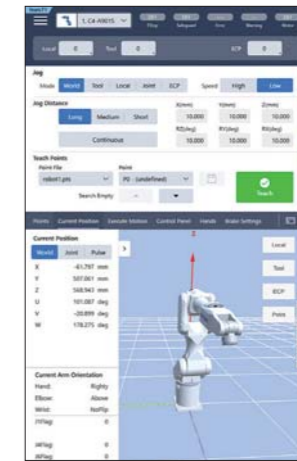 1, C4-A901S
Local 0 Tool 0 ECP 0
Jog
Mode World Tool Local Joint ECP Speed High Low
Jog Distance X(mm) Y(mm) Z(mm)
Long Medium Short 10.000 10.000 10.000
RZ(deg) RY(deg) RX(deg)
Continuous 10.000 10.000 10.000
Teach Points
Point File Point
robot1.pts P0 - (undefined)
Search Empty Teach
Points Current Position Execute Motion Control Panel Hands Brake Settings
Current Position
World Joint Pulse
X -61.797 mm
Y 507.061 mm
Z 568.943 mm
U 101.087 deg
V -20.899 deg
W 178.275 deg
Z
Local
Tool
ECP
Point
Current Arm Orientation
Hand: Righty
Elbow: Above
Wrist: NoFlip
J1Flag: 0
J4Flag: 0
J6Flag: 0